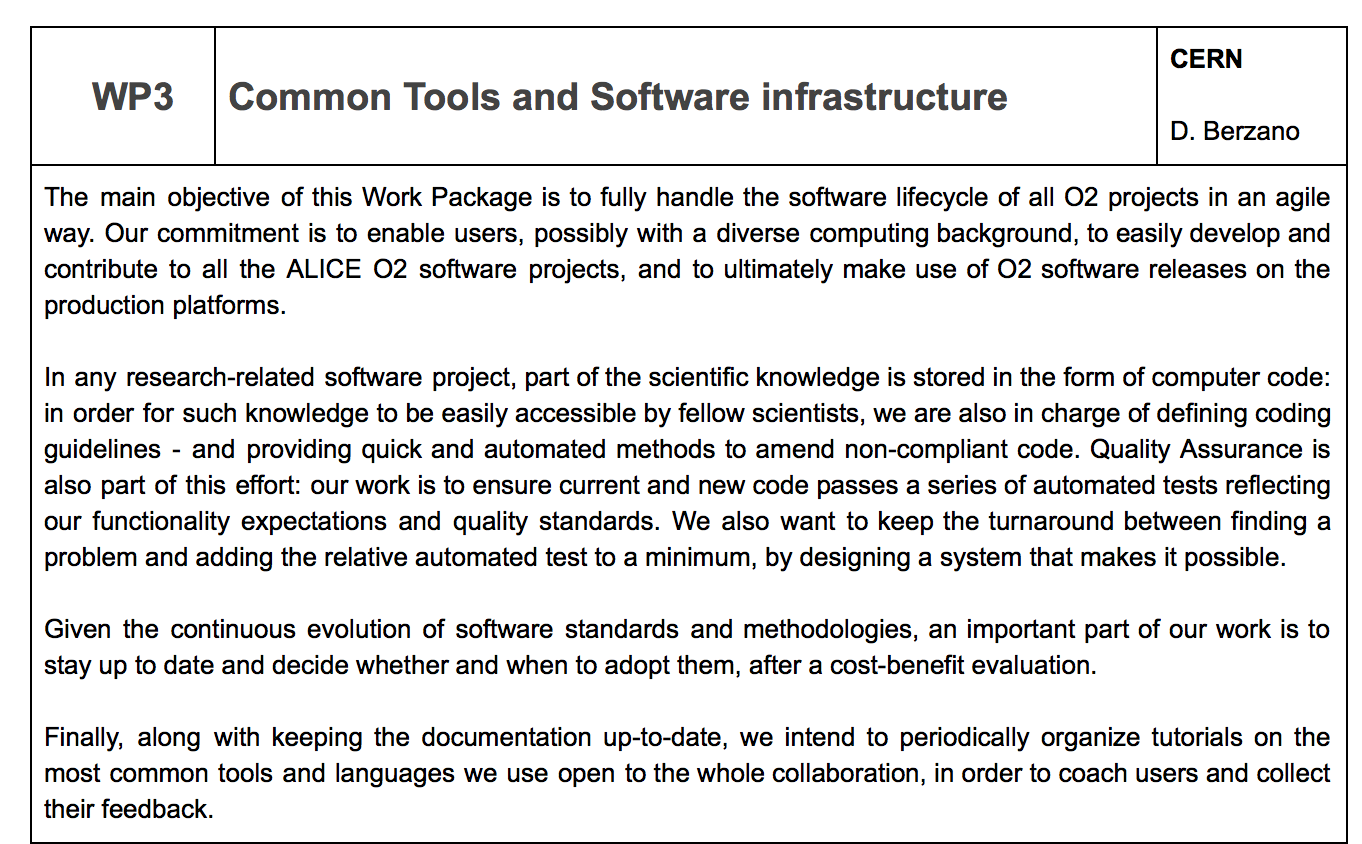 WP3
Common Tools and Software infrastructure
CERN
D. Berzano
The main objective of this Work Package is to fully handle the software lifecycle of all O2 projects in an agile
way. Our commitment is to enable users, possibly with a diverse computing background, to easily develop and
contribute to all the ALICE O2 software projects, and to ultimately make use of O2 software releases on the
production platforms.
In any research-related software project, part of the scientific knowledge is stored in the form of computer code:
in order for such knowledge to be easily accessible by fellow scientists, we are also in charge of defining coding
guidelines - and providing quick and automated methods to amend non-compliant code. Quality Assurance is
also part of this effort: our work is to ensure current and new code passes a series of automated tests reflecting
our functionality expectations and quality standards. We also want to keep the turnaround between finding a
problem and adding the relative automated test to a minimum, by designing a system that makes it possible.
Given the continuous evolution of software standards and methodologies, an important part of our work is to
stay up to date and decide whether and when to adopt them, after a cost-benefit evaluation.
Finally, along with keeping the documentation up-to-date, we intend to periodically organize tutorials on the
most common tools and languages we use open to the whole collaboration, in order to coach users and collect
their feedback.